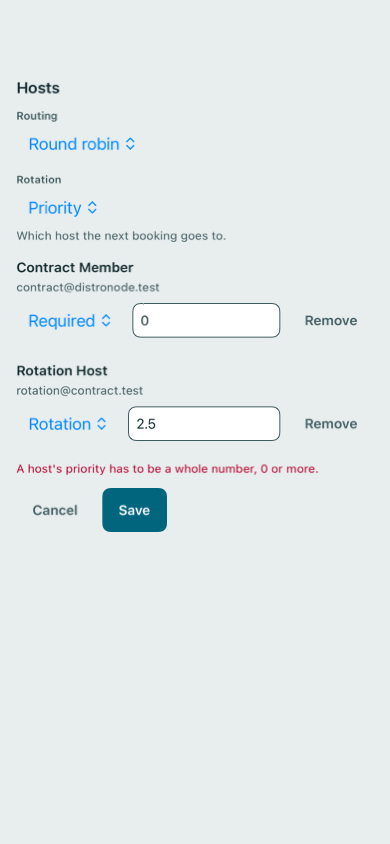 Hosts
Routing
Round robin
Rotation
Priority
Which host the next booking goes to.
Contract Member
contract@distronode.test
Required 0 Remove
Rotation Host
rotation@contract.test
Rotation 2.5 Remove
A host's priority has to be a whole number, 0 or more.
Cancel Save